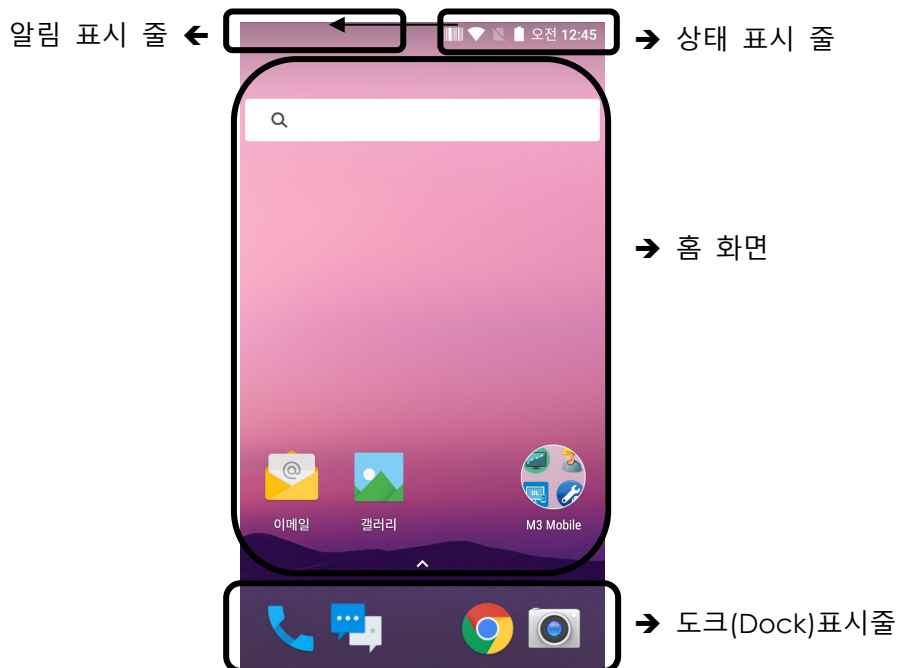 알림 표시 줄
오전 12:45
상태 표시 줄
홈 화면
@
DL
이메일
갤러리
M3 Mobile
도크(Dock)표시줄